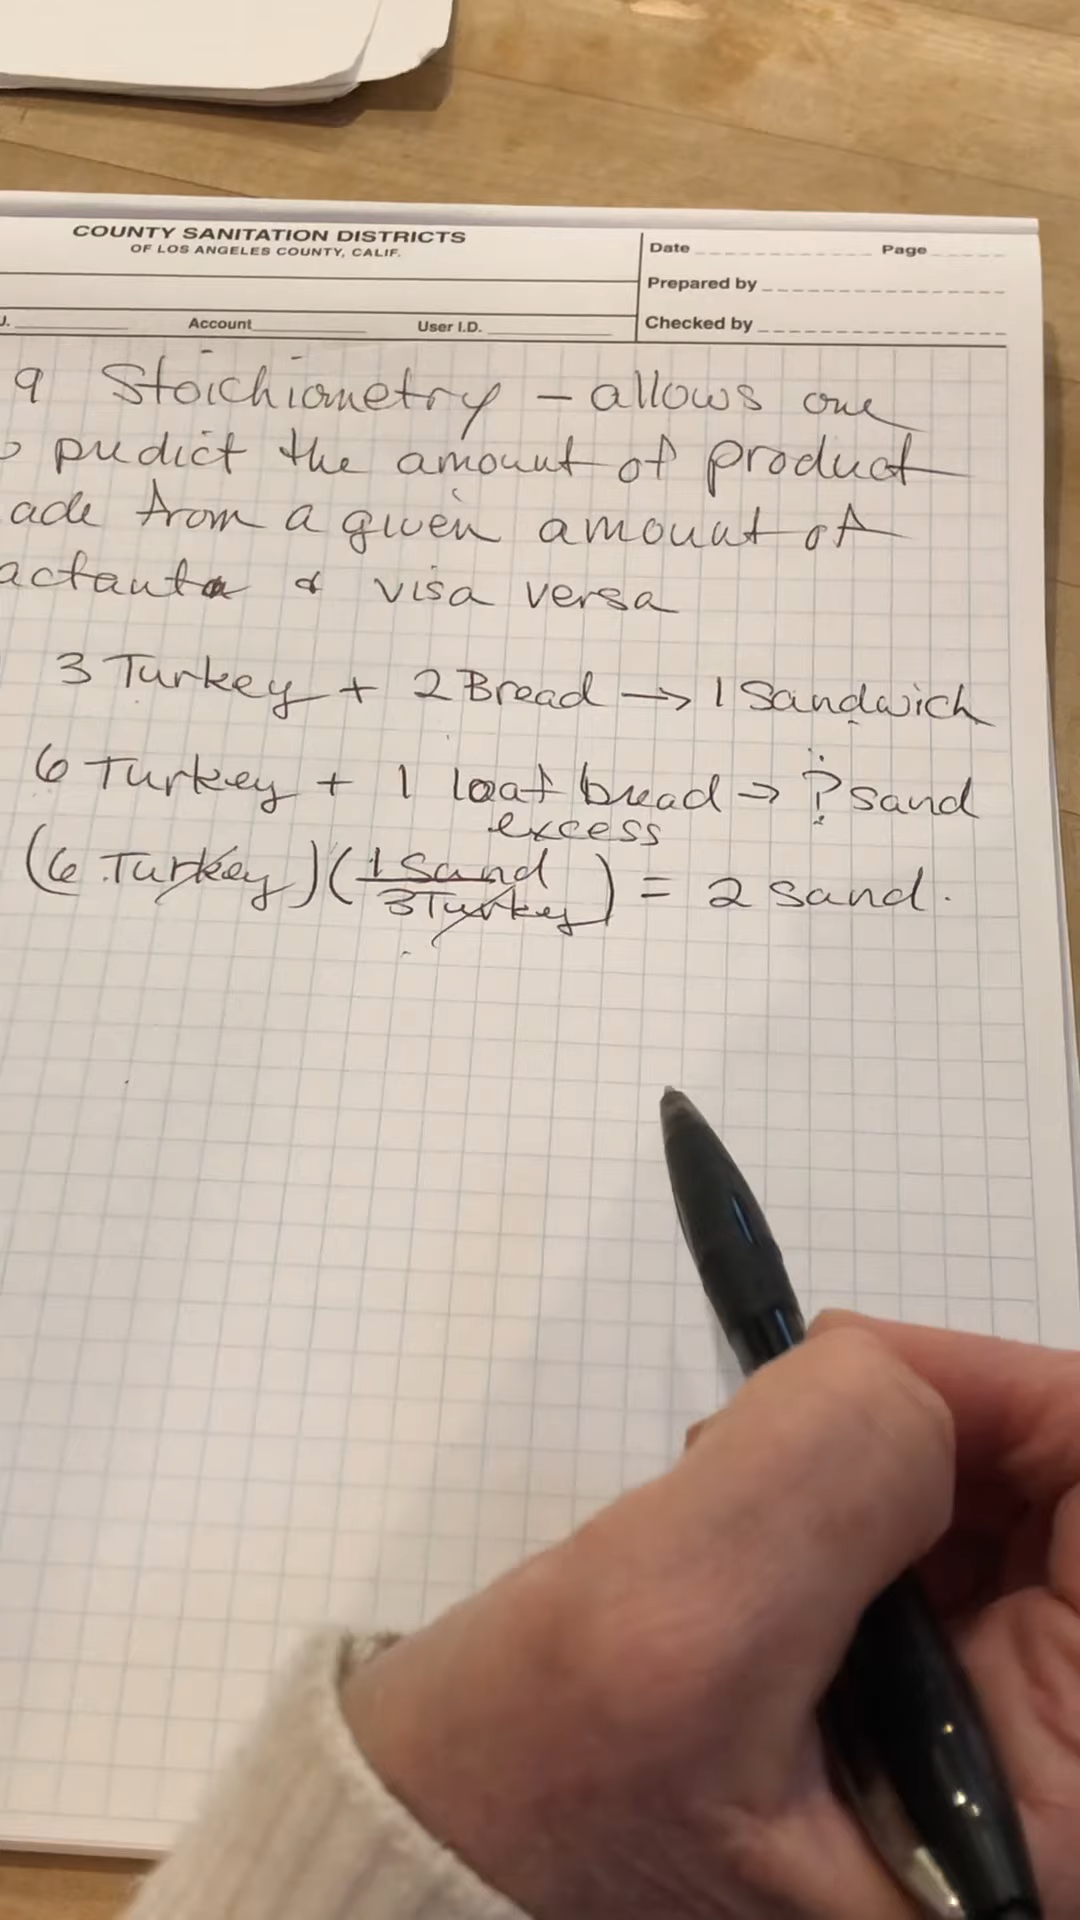 COUNTY SANITATION DISTRICTS
OF LOS ANGELES COUNTY, CALIF.
Date Page
Prepared by
Checked by
J. Account User I.D.
9 Stoichiometry – allows one
predict the amount of product
ade from a given amount of
actants & visa versa
3 Turkey + 2 Bread → 1 Sandwich
6 Turkey + 1 loaf bread → ? sand
excess
(6 Turkey) (1 Sand / 3 Turkey) = 2 sand.